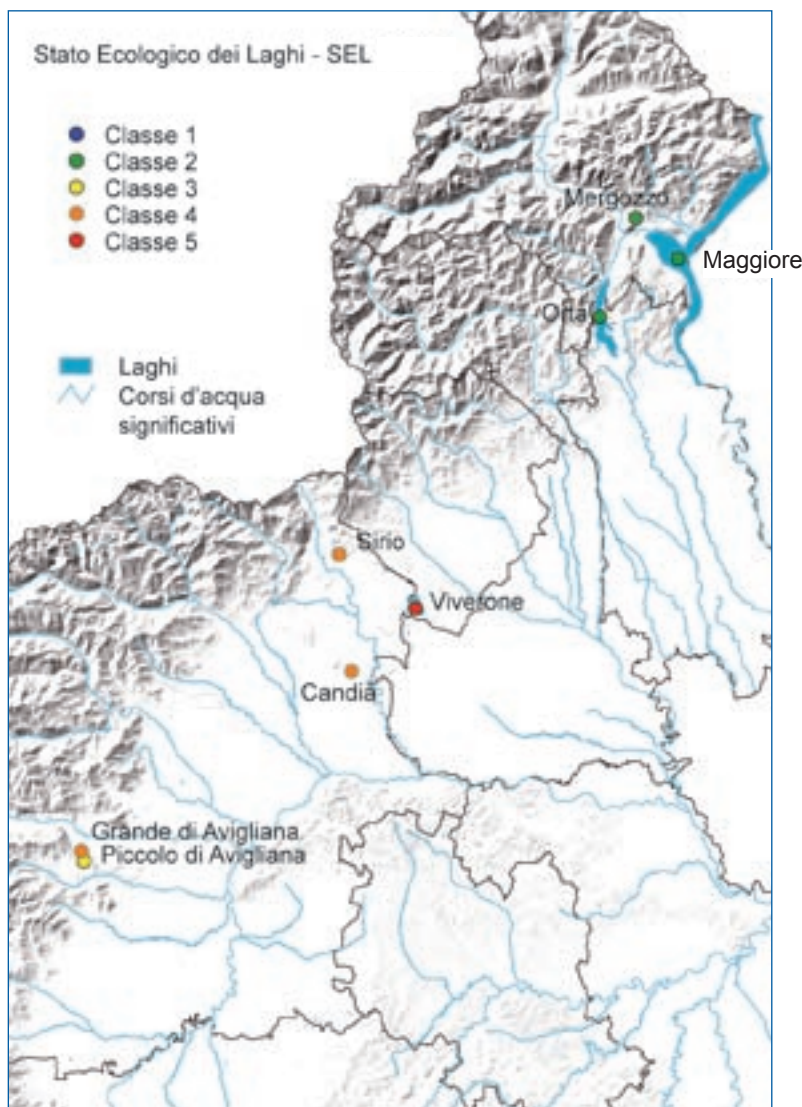 Stato Ecologico dei Laghi - SEL
Classe 1
Classe 2
Classe 3
Classe 4
Classe 5
Laghi
Corsi d'acqua
significativi
Mergozzo
Maggiore
Orta
Sirio
Viverone
Candia
Grande di Avigliana
Piccolo di Avigliana